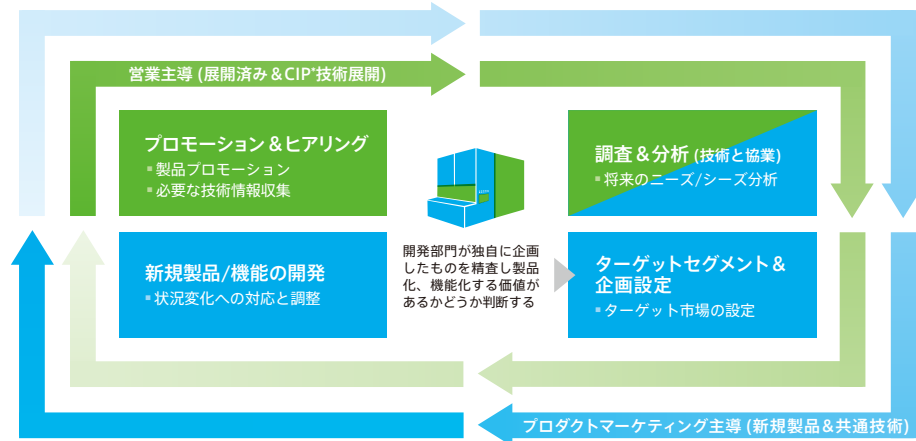 営業主導 (展開済み＆CIP*技術展開)
プロモーション＆ヒアリング
▪製品プロモーション
▪必要な技術情報収集
調査＆分析 (技術と協業)
▪将来のニーズ/シーズ分析
新規製品/機能の開発
▪状況変化への対応と調整
開発部門が独自に企画
したものを精査し製品
化、機能化する価値が
あるかどうか判断する
ターゲットセグメント＆
企画設定
▪ターゲット市場の設定
プロダクトマーケティング主導 (新規製品＆共通技術)